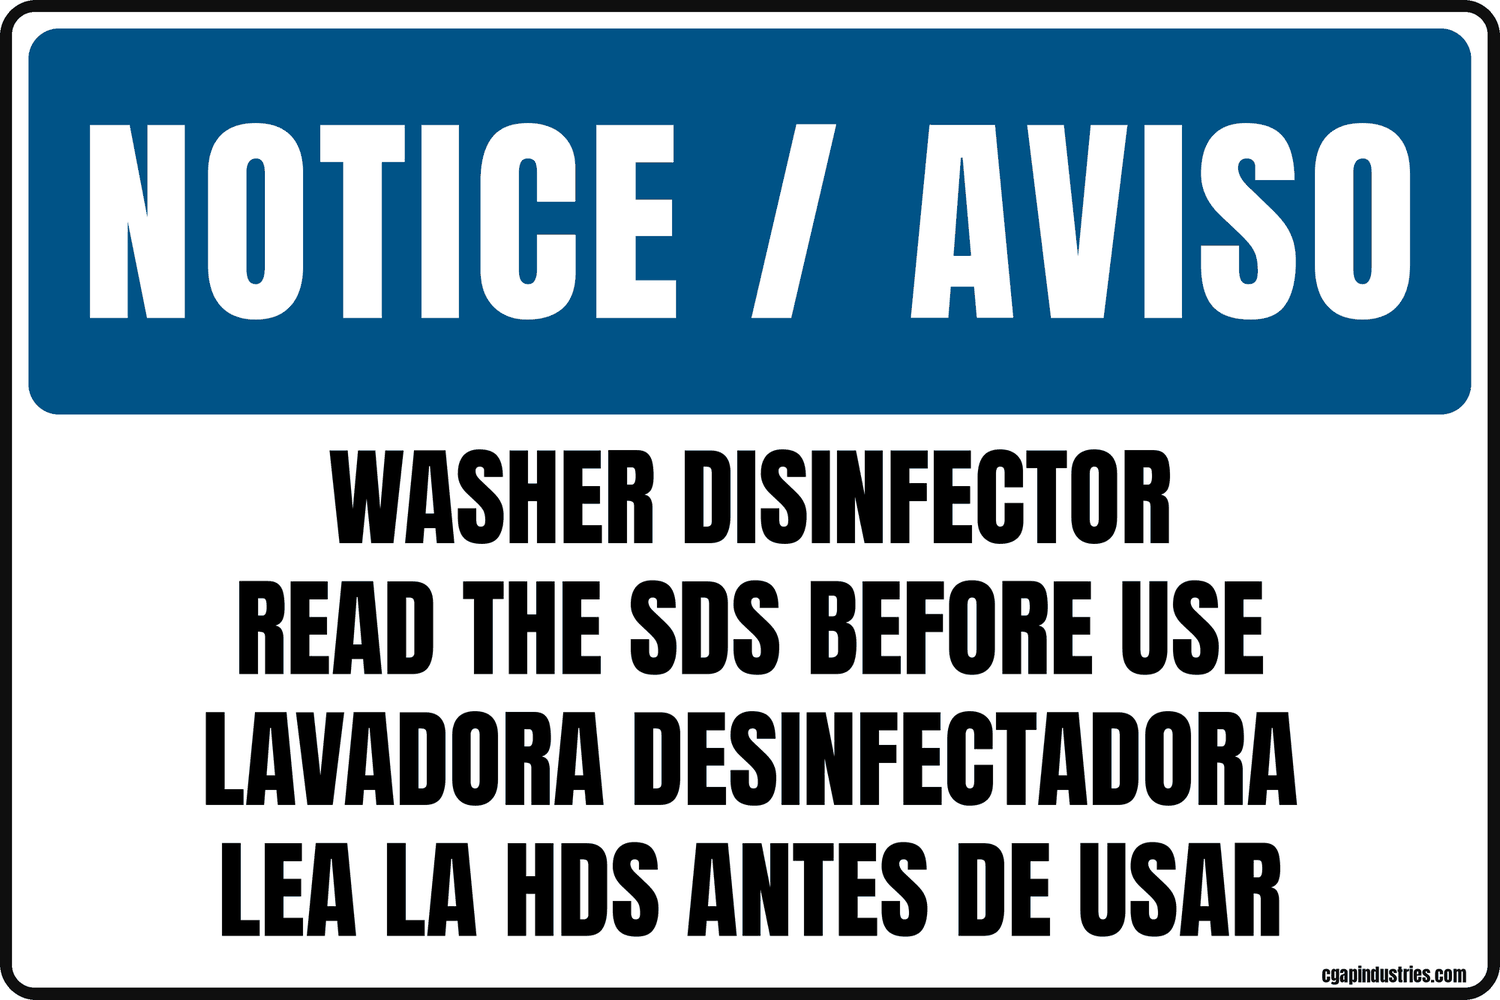 NOTICE / AVISO
WASHER DISINFECTOR
READ THE SDS BEFORE USE
LAVADORA DESINFECTADORA
LEA LA HDS ANTES DE USAR
cgapindustries.com